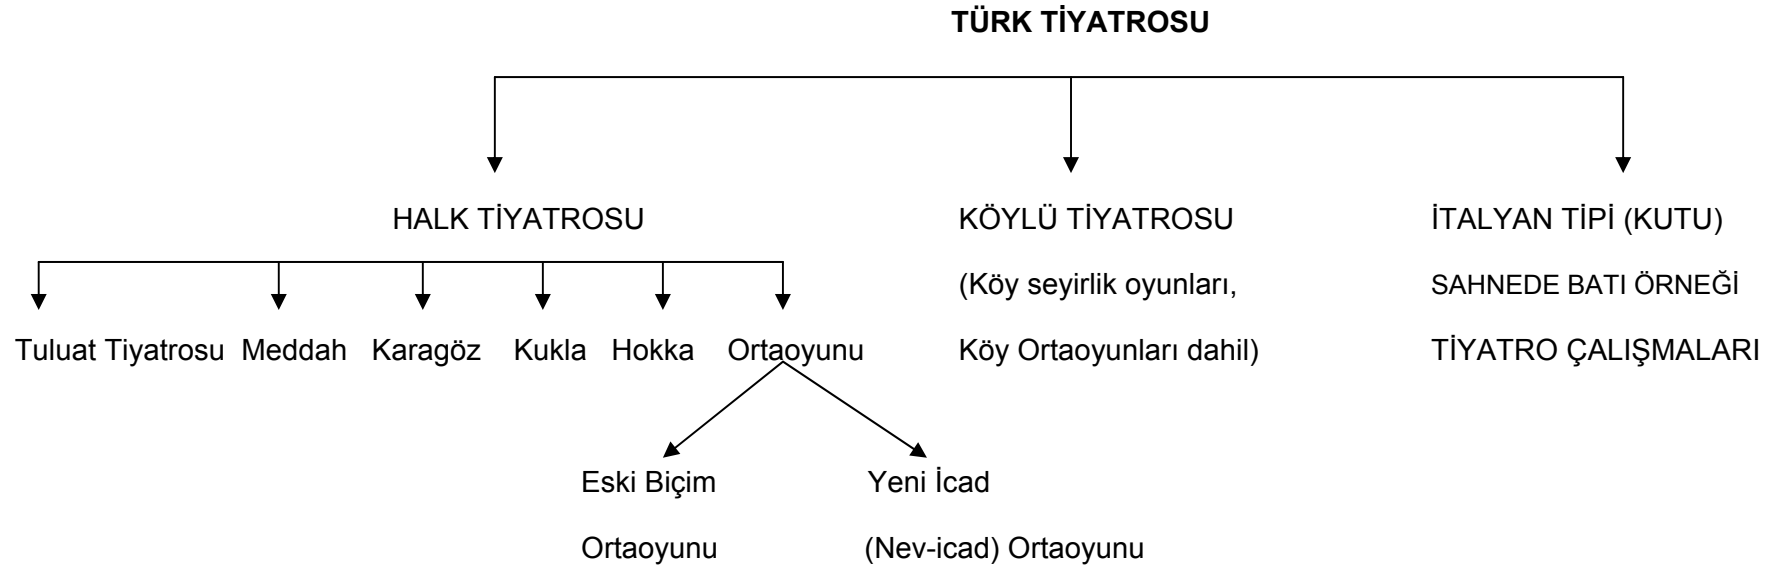 TÜRK TİYATROSU
HALK TİYATROSU
KÖYLÜ TİYATROSU
İTALYAN TİPİ (KUTU)
(Köy seyirlik oyunları,
SAHNEDE BATI ÖRNEĞİ
Tuluat Tiyatrosu Meddah Karagöz Kukla Hokka Ortaoyunu
Köy Ortaoyunları dahil)
TİYATRO ÇALIŞMALARI
Eski Biçim
Ortaoyunu
Yeni İcad
(Nev-icad) Ortaoyunu